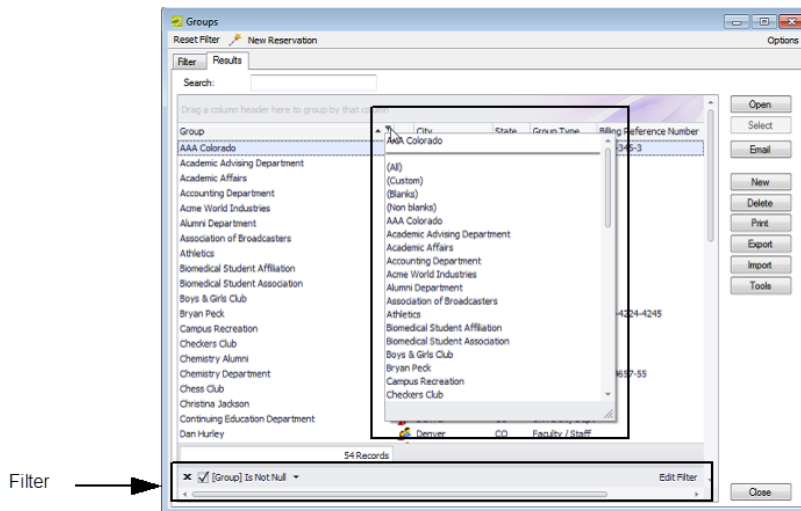 Groups
Reset Filter New Reservation Options
Filter Results
Search:
Drag a column header here to group by that column
Group City State Group Type Billing Reference Number
AAA Colorado
Academic Advising Department
Academic Affairs
Accounting Department
Acme World Industries
Alumni Department
Association of Broadcasters
Athletics
Biomedical Student Affiliation
Biomedical Student Association
Boys & Girls Club
Bryan Peck
Campus Recreation
Checkers Club
Chemistry Alumni
Chemistry Department
Chess Club
Christina Jackson
Continuing Education Department
Dan Hurley Denver CO Faculty / Staff
AAA Colorado
(All)
(Custom)
(Blanks)
(Non blanks)
AAA Colorado
Academic Advising Department
Academic Affairs
Accounting Department
Acme World Industries
Alumni Department
Association of Broadcasters
Athletics
Biomedical Student Affiliation
Biomedical Student Association
Boys & Girls Club
Bryan Peck
Campus Recreation
Checkers Club
-345-3
-4224-4245
Open
Select
Email
New
Delete
Print
Export
Import
Tools
54 Records
Filter
[Group] Is Not Null Edit Filter
Close